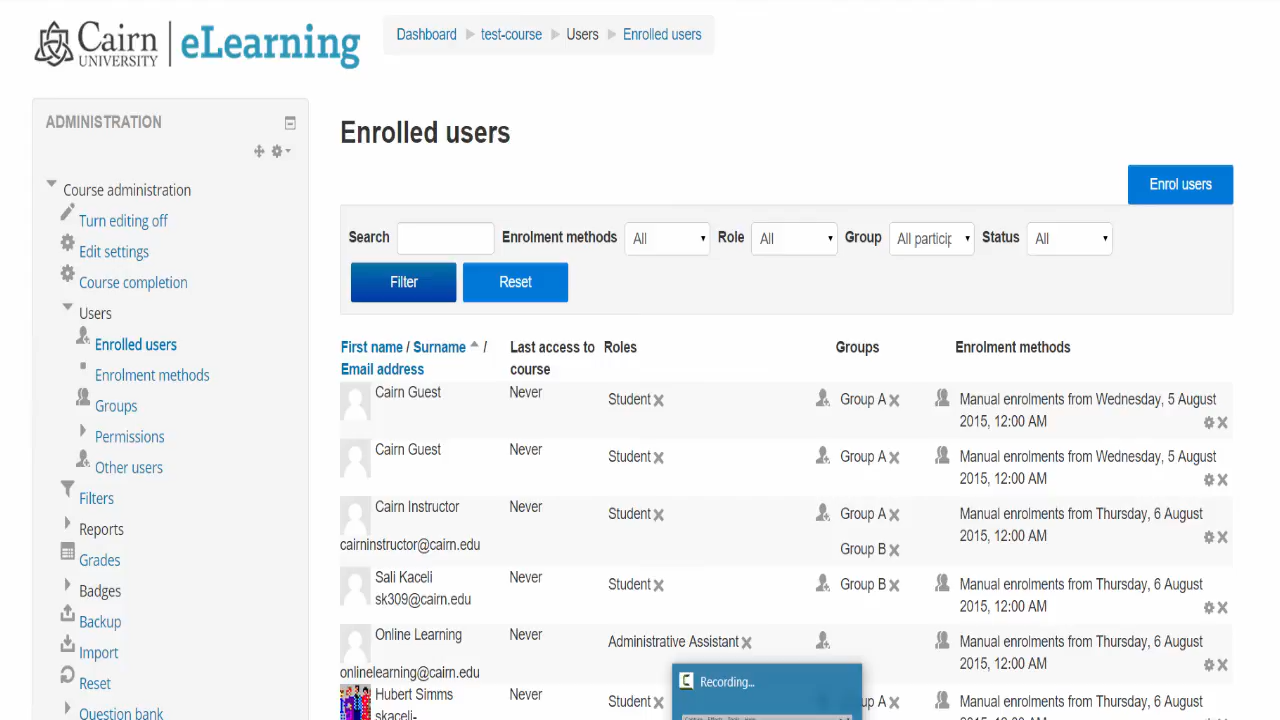 Cairn UNIVERSITY eLearning
Dashboard test-course Users Enrolled users
ADMINISTRATION
Course administration
Turn editing off
Edit settings
Course completion
Users
Enrolled users
Enrolment methods
Groups
Permissions
Other users
Filters
Reports
Grades
Badges
Backup
Import
Reset
Question bank
Enrolled users
Enrol users
Search Enrolment methods All Role All Group All particip Status All
Filter Reset
First name / Surname / Last access to Roles Groups Enrolment methods
Email address course
Cairn Guest Never Student Group A Manual enrolments from Wednesday, 5 August
2015, 12:00 AM
Cairn Guest Never Student Group A Manual enrolments from Wednesday, 5 August
2015, 12:00 AM
Cairn Instructor Never Student Group A Manual enrolments from Thursday, 6 August
2015, 12:00 AM
cairninstructor@cairn.edu Group B
Sali Kaceli Never Student Group B Manual enrolments from Thursday, 6 August
sk309@cairn.edu 2015, 12:00 AM
Online Learning Never Administrative Assistant Manual enrolments from Thursday, 6 August
2015, 12:00 AM
onlinelearning@cairn.edu
Hubert Simms Never Student up A Manual enrolments from Thursday, 6 August
skaceli-
Recording...